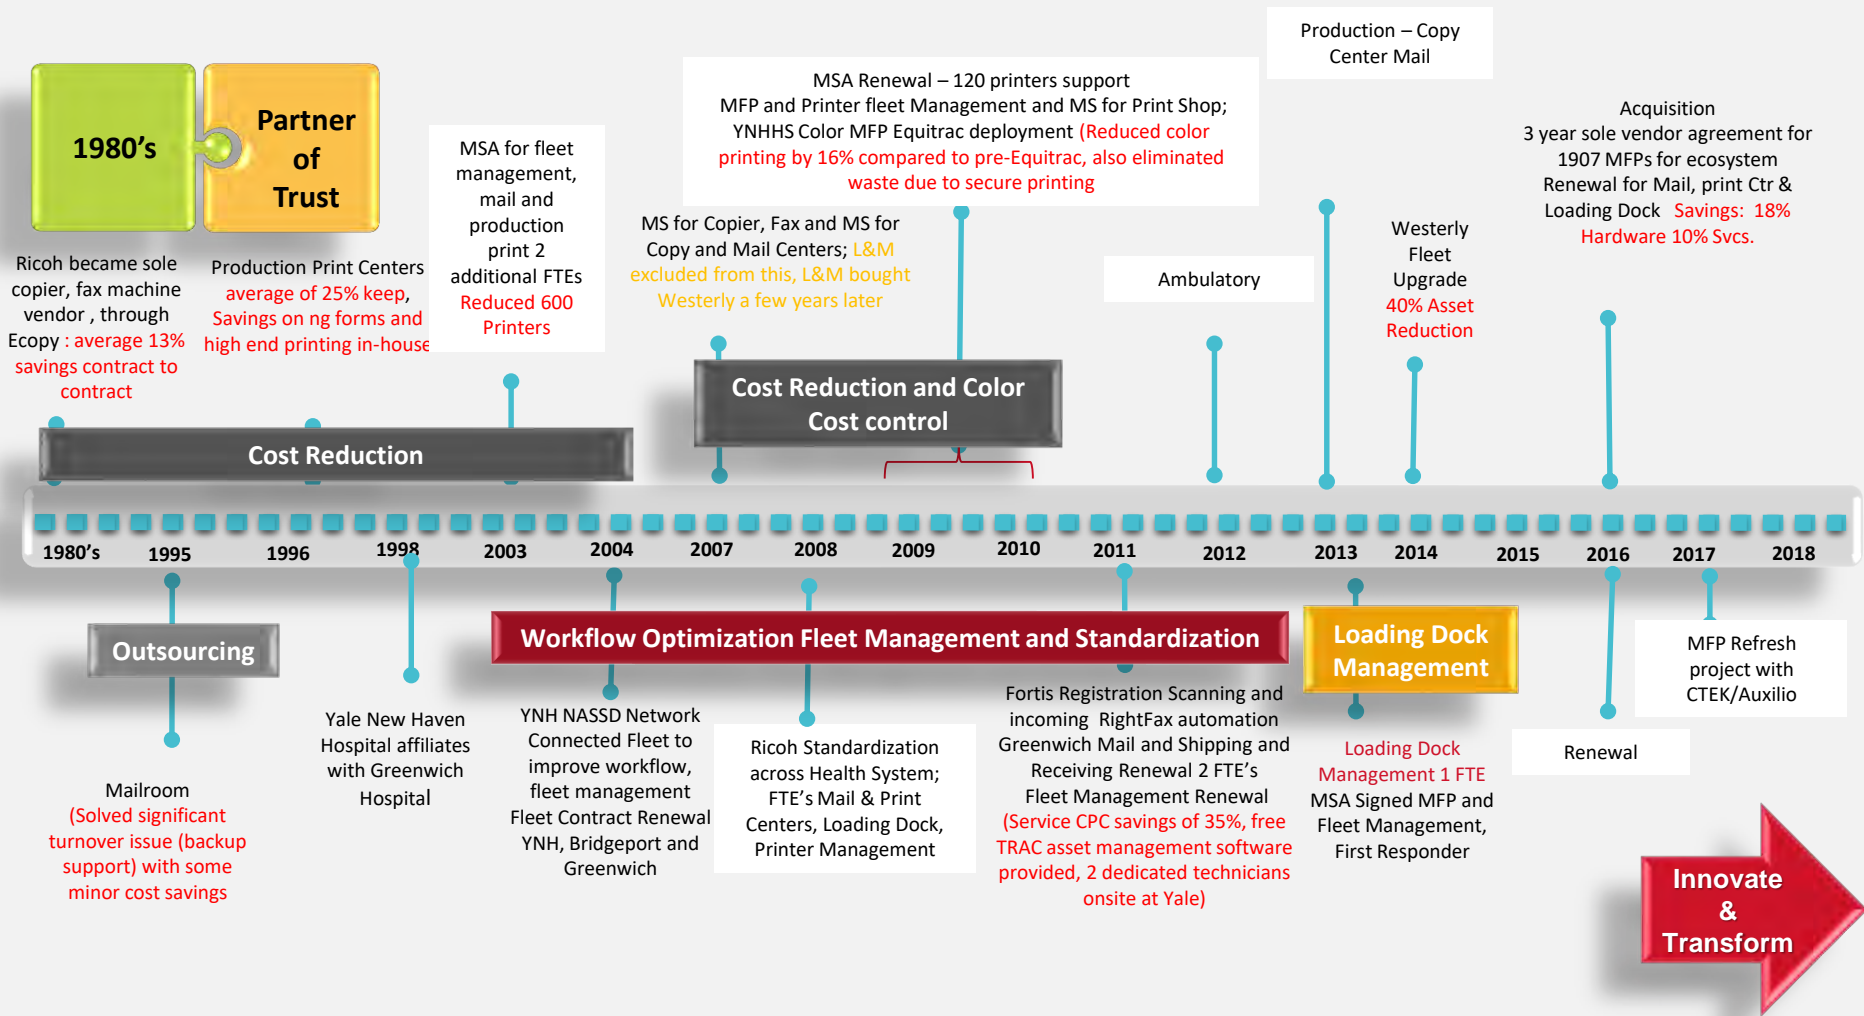 1980's
Partner
of
Trust
Ricoh became sole
copier, fax machine
vendor , through
Ecopy : average 13%
savings contract to
contract
Production Print Centers
average of 25% keep,
Savings on ng forms and
high end printing in-house
MSA for fleet
management,
mail and
production
print 2
additional FTEs
Reduced 600
Printers
MSA Renewal – 120 printers support
MFP and Printer fleet Management and MS for Print Shop;
YNHHS Color MFP Equitrac deployment (Reduced color
printing by 16% compared to pre-Equitrac, also eliminated
waste due to secure printing
MS for Copier, Fax and MS for
Copy and Mail Centers; L&M
excluded from this, L&M bought
Westerly a few years later
Ambulatory
Production – Copy
Center Mail
Westerly
Fleet
Upgrade
40% Asset
Reduction
Acquisition
3 year sole vendor agreement for
1907 MFPs for ecosystem
Renewal for Mail, print Ctr &
Loading Dock Savings: 18%
Hardware 10% Svcs.
Cost Reduction
Cost Reduction and Color
Cost control
1980's 1995 1996 1998 2003 2004 2007 2008 2009 2010 2011 2012 2013 2014 2015 2016 2017 2018
Outsourcing
Workflow Optimization Fleet Management and Standardization
Loading Dock
Management
Mailroom
(Solved significant
turnover issue (backup
support) with some
minor cost savings
Yale New Haven
Hospital affiliates
with Greenwich
Hospital
YNH NASSD Network
Connected Fleet to
improve workflow,
fleet management
Fleet Contract Renewal
YNH, Bridgeport and
Greenwich
Ricoh Standardization
across Health System;
FTE's Mail & Print
Centers, Loading Dock,
Printer Management
Fortis Registration Scanning and
incoming RightFax automation
Greenwich Mail and Shipping and
Receiving Renewal 2 FTE's
Fleet Management Renewal
(Service CPC savings of 35%, free
TRAC asset management software
provided, 2 dedicated technicians
onsite at Yale)
Loading Dock
Management 1 FTE
MSA Signed MFP and
Fleet Management,
First Responder
Renewal
MFP Refresh
project with
CTEK/Auxilio
Innovate
&
Transform